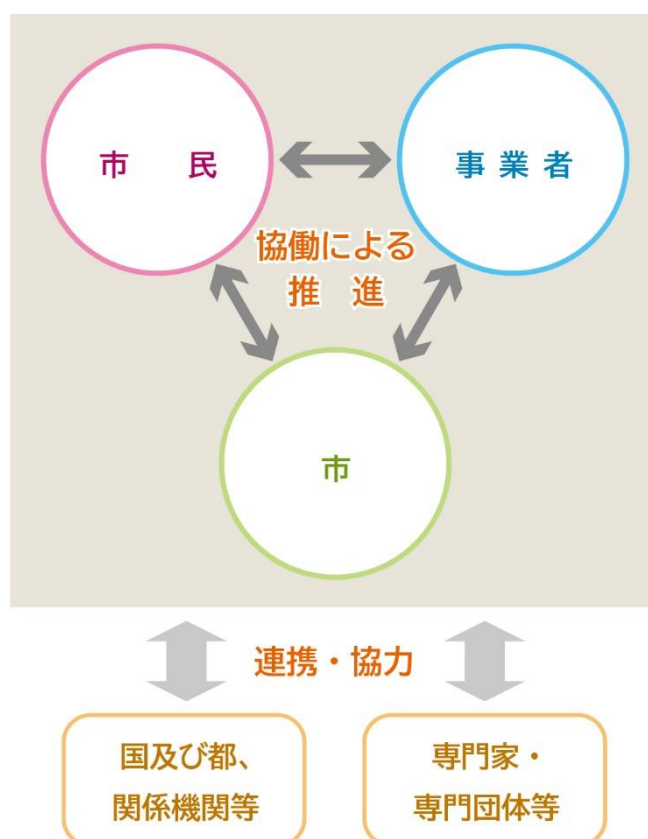 市　民
事業者
協働による
推　進
市
連携・協力
国及び都、
関係機関等
専門家・
専門団体等